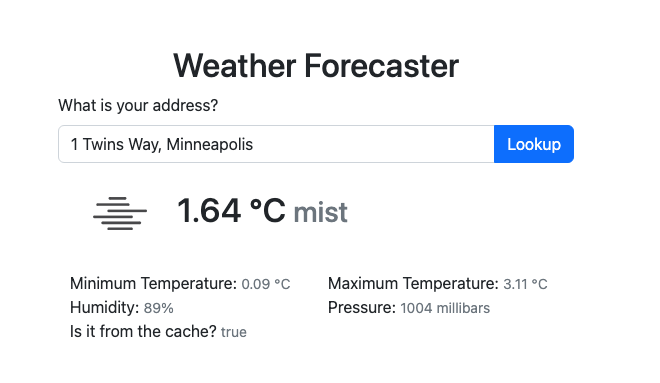 Weather Forecaster
What is your address?
1 Twins Way, Minneapolis Lookup
1.64 °C mist
Minimum Temperature: 0.09 °C Maximum Temperature: 3.11 °C
Humidity: 89% Pressure: 1004 millibars
Is it from the cache? true